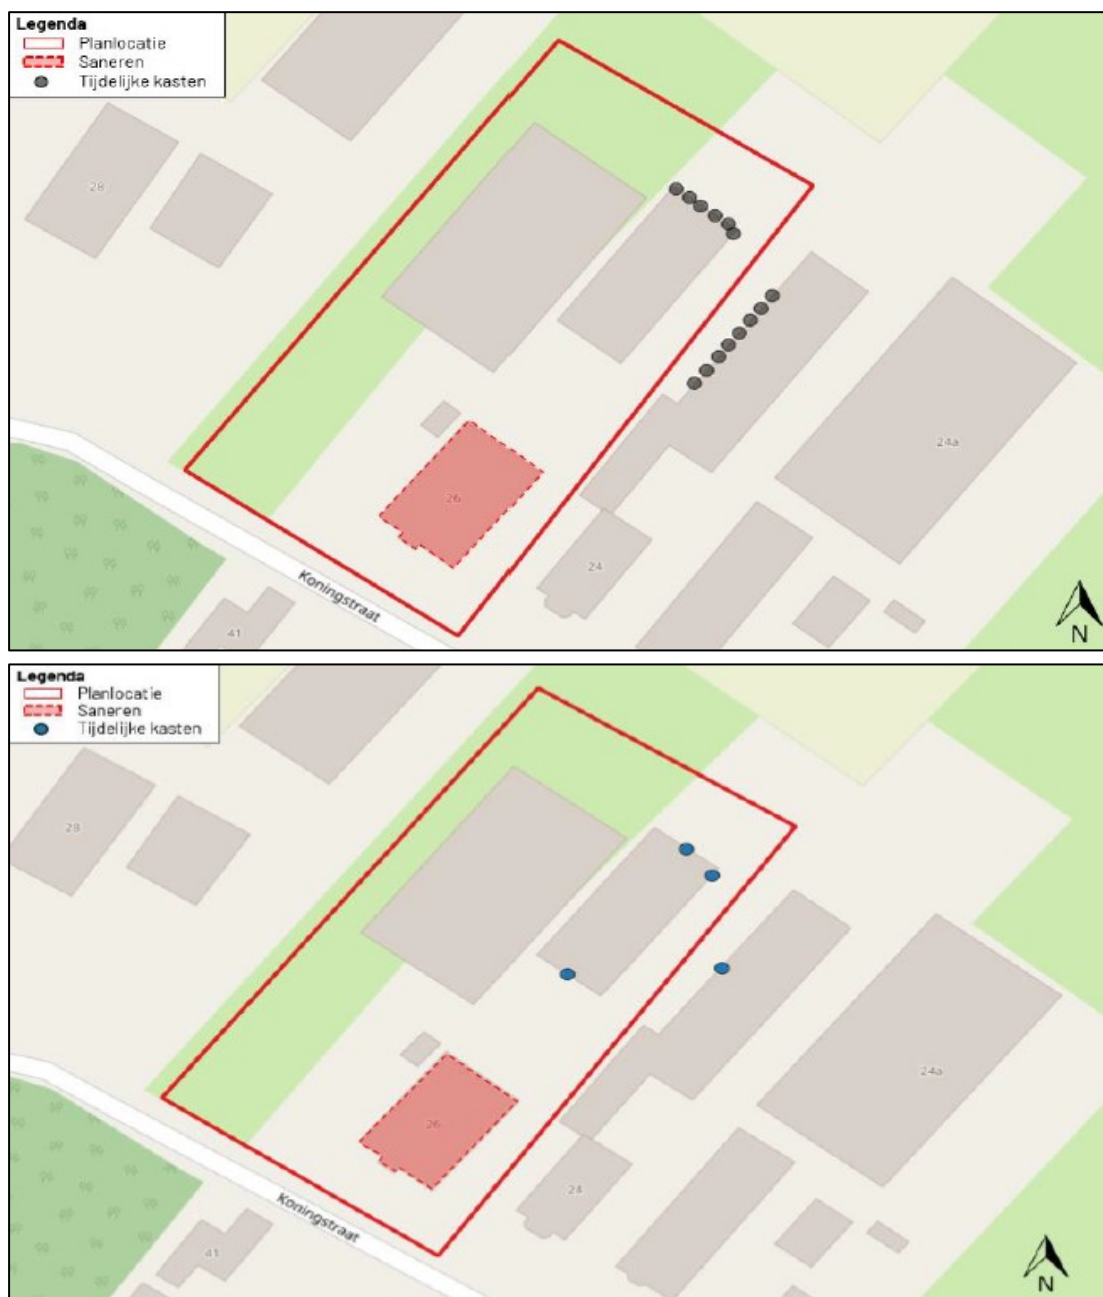 Legenda
Planlocatie
Saneren
Tijdelijke kasten
28
24a
26
24
41
Koningstraat
N
Legenda
Planlocatie
Saneren
Tijdelijke kasten
28
24a
26
24
41
Koningstraat
N